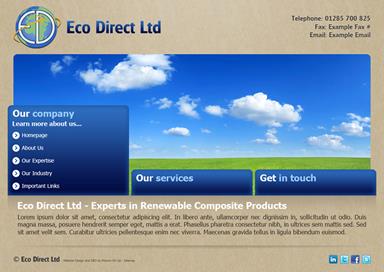 Eco Direct Ltd
Telephone: 01285 700 825
Fax: Example Fax #
Email: Example Email
Our company
Learn more about us...
Homepage
About Us
Our Expertise
Our Industry
Important Links
Our services
Get in touch
Eco Direct Ltd - Experts in Renewable Composite Products
Lorem ipsum dolor sit amet, consectetur adipiscing elit. In libero ante, ullamcorper nec dignissim in, sollicitudin ut odio. Duis
magna massa, posuere hendrerit semper eget, mattis a erat. Phasellus pharetra consectetur nibh, in ultrices sem mattis sed. Sed
sit amet velit sem. Curabitur ultricies pellentesque enim nec viverra. Maecenas gravida tellus in ligula bibendum at dapibus est
© Eco Direct Ltd